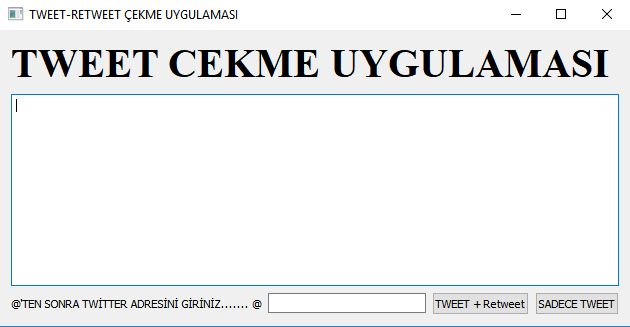 TWEET-RETWEET ÇEKME UYGULAMASI
TWEET CEKME UYGULAMASI
@'TEN SONRA TWİTTER ADRESİNİ GİRİNİZ....... @ TWEET + Retweet SADECE TWEET